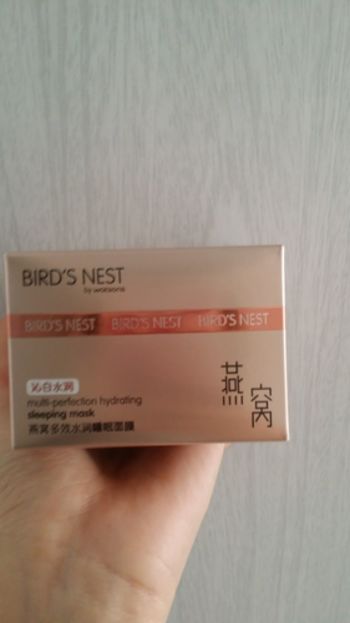 BIRD'S NEST
by watsons
BIRD'S NEST BIRD'S NEST BIRD'S NEST
沁白水润
multi-perfection hydrating
sleeping mask
燕窝多效水润睡眠面膜
燕窝